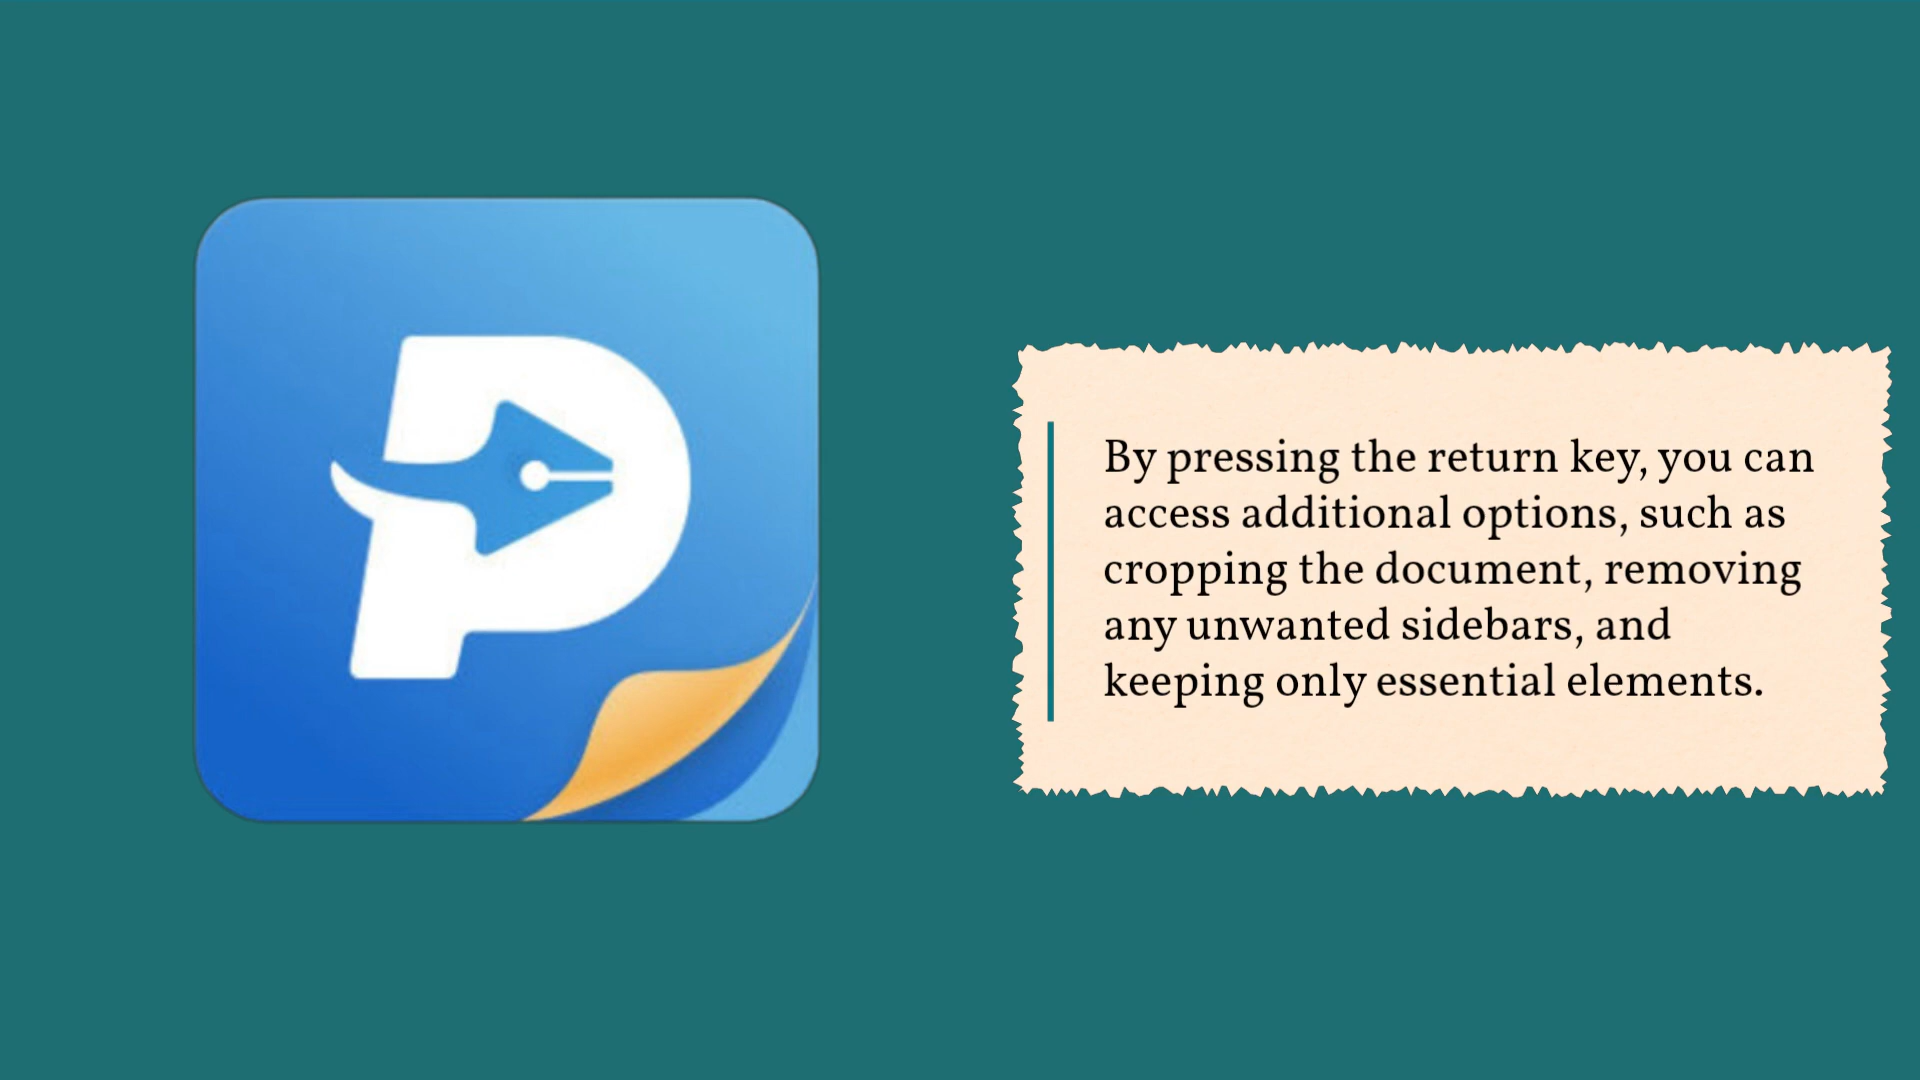 By pressing the return key, you can
access additional options, such as
cropping the document, removing
any unwanted sidebars, and
keeping only essential elements.